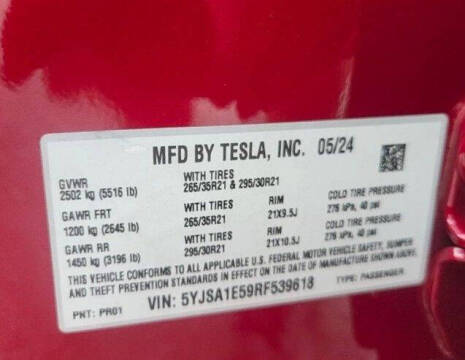 MFD BY TESLA, INC. 05/24
GVWR
2502 kg (5516 lb)
WITH TIRES
265/35R21 & 295/30R21
GAWR FRT
1200 kg (2645 lb)
WITH TIRES
265/35R21
RIM
21X9.5J
COLD TIRE PRESSURE
276 kPa, 40 psi
GAWR RR
1450 kg (3196 lb)
WITH TIRES
295/30R21
RIM
21X10.5J
COLD TIRE PRESSURE
276 kPa, 40 psi
THIS VEHICLE CONFORMS TO ALL APPLICABLE U.S. FEDERAL MOTOR VEHICLE SAFETY, BUMPER
AND THEFT PREVENTION STANDARDS IN EFFECT ON THE DATE OF MANUFACTURE SHOWN ABOVE.
PNT: PR01
VIN: 5YJSA1E59RF539618
TYPE: PASSENGER